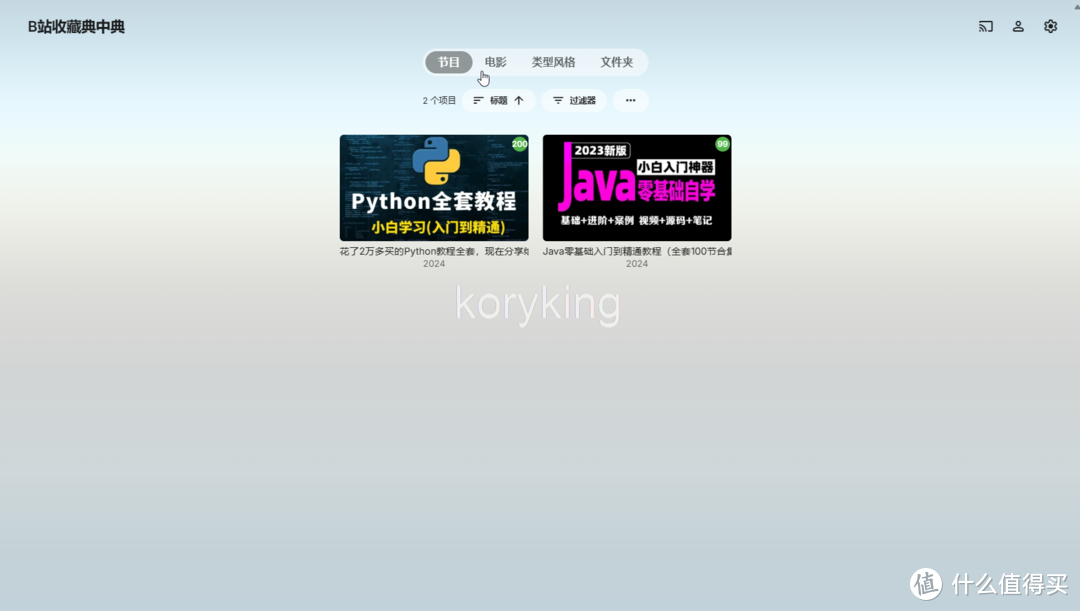 B站收藏典中典
节目 电影 类型风格 文件夹
2 个项目 标题 过滤器
200
Python全套教程
小白学习(入门到精通)
花了2万多买的Python教程全套，现在分享
2024
99
2023新版
小白入门神器
Java零基础自学
基础+进阶+案例 视频+源码+笔记
Java零基础入门到精通教程（全套100节合
2024
koryking
值 什么值得买